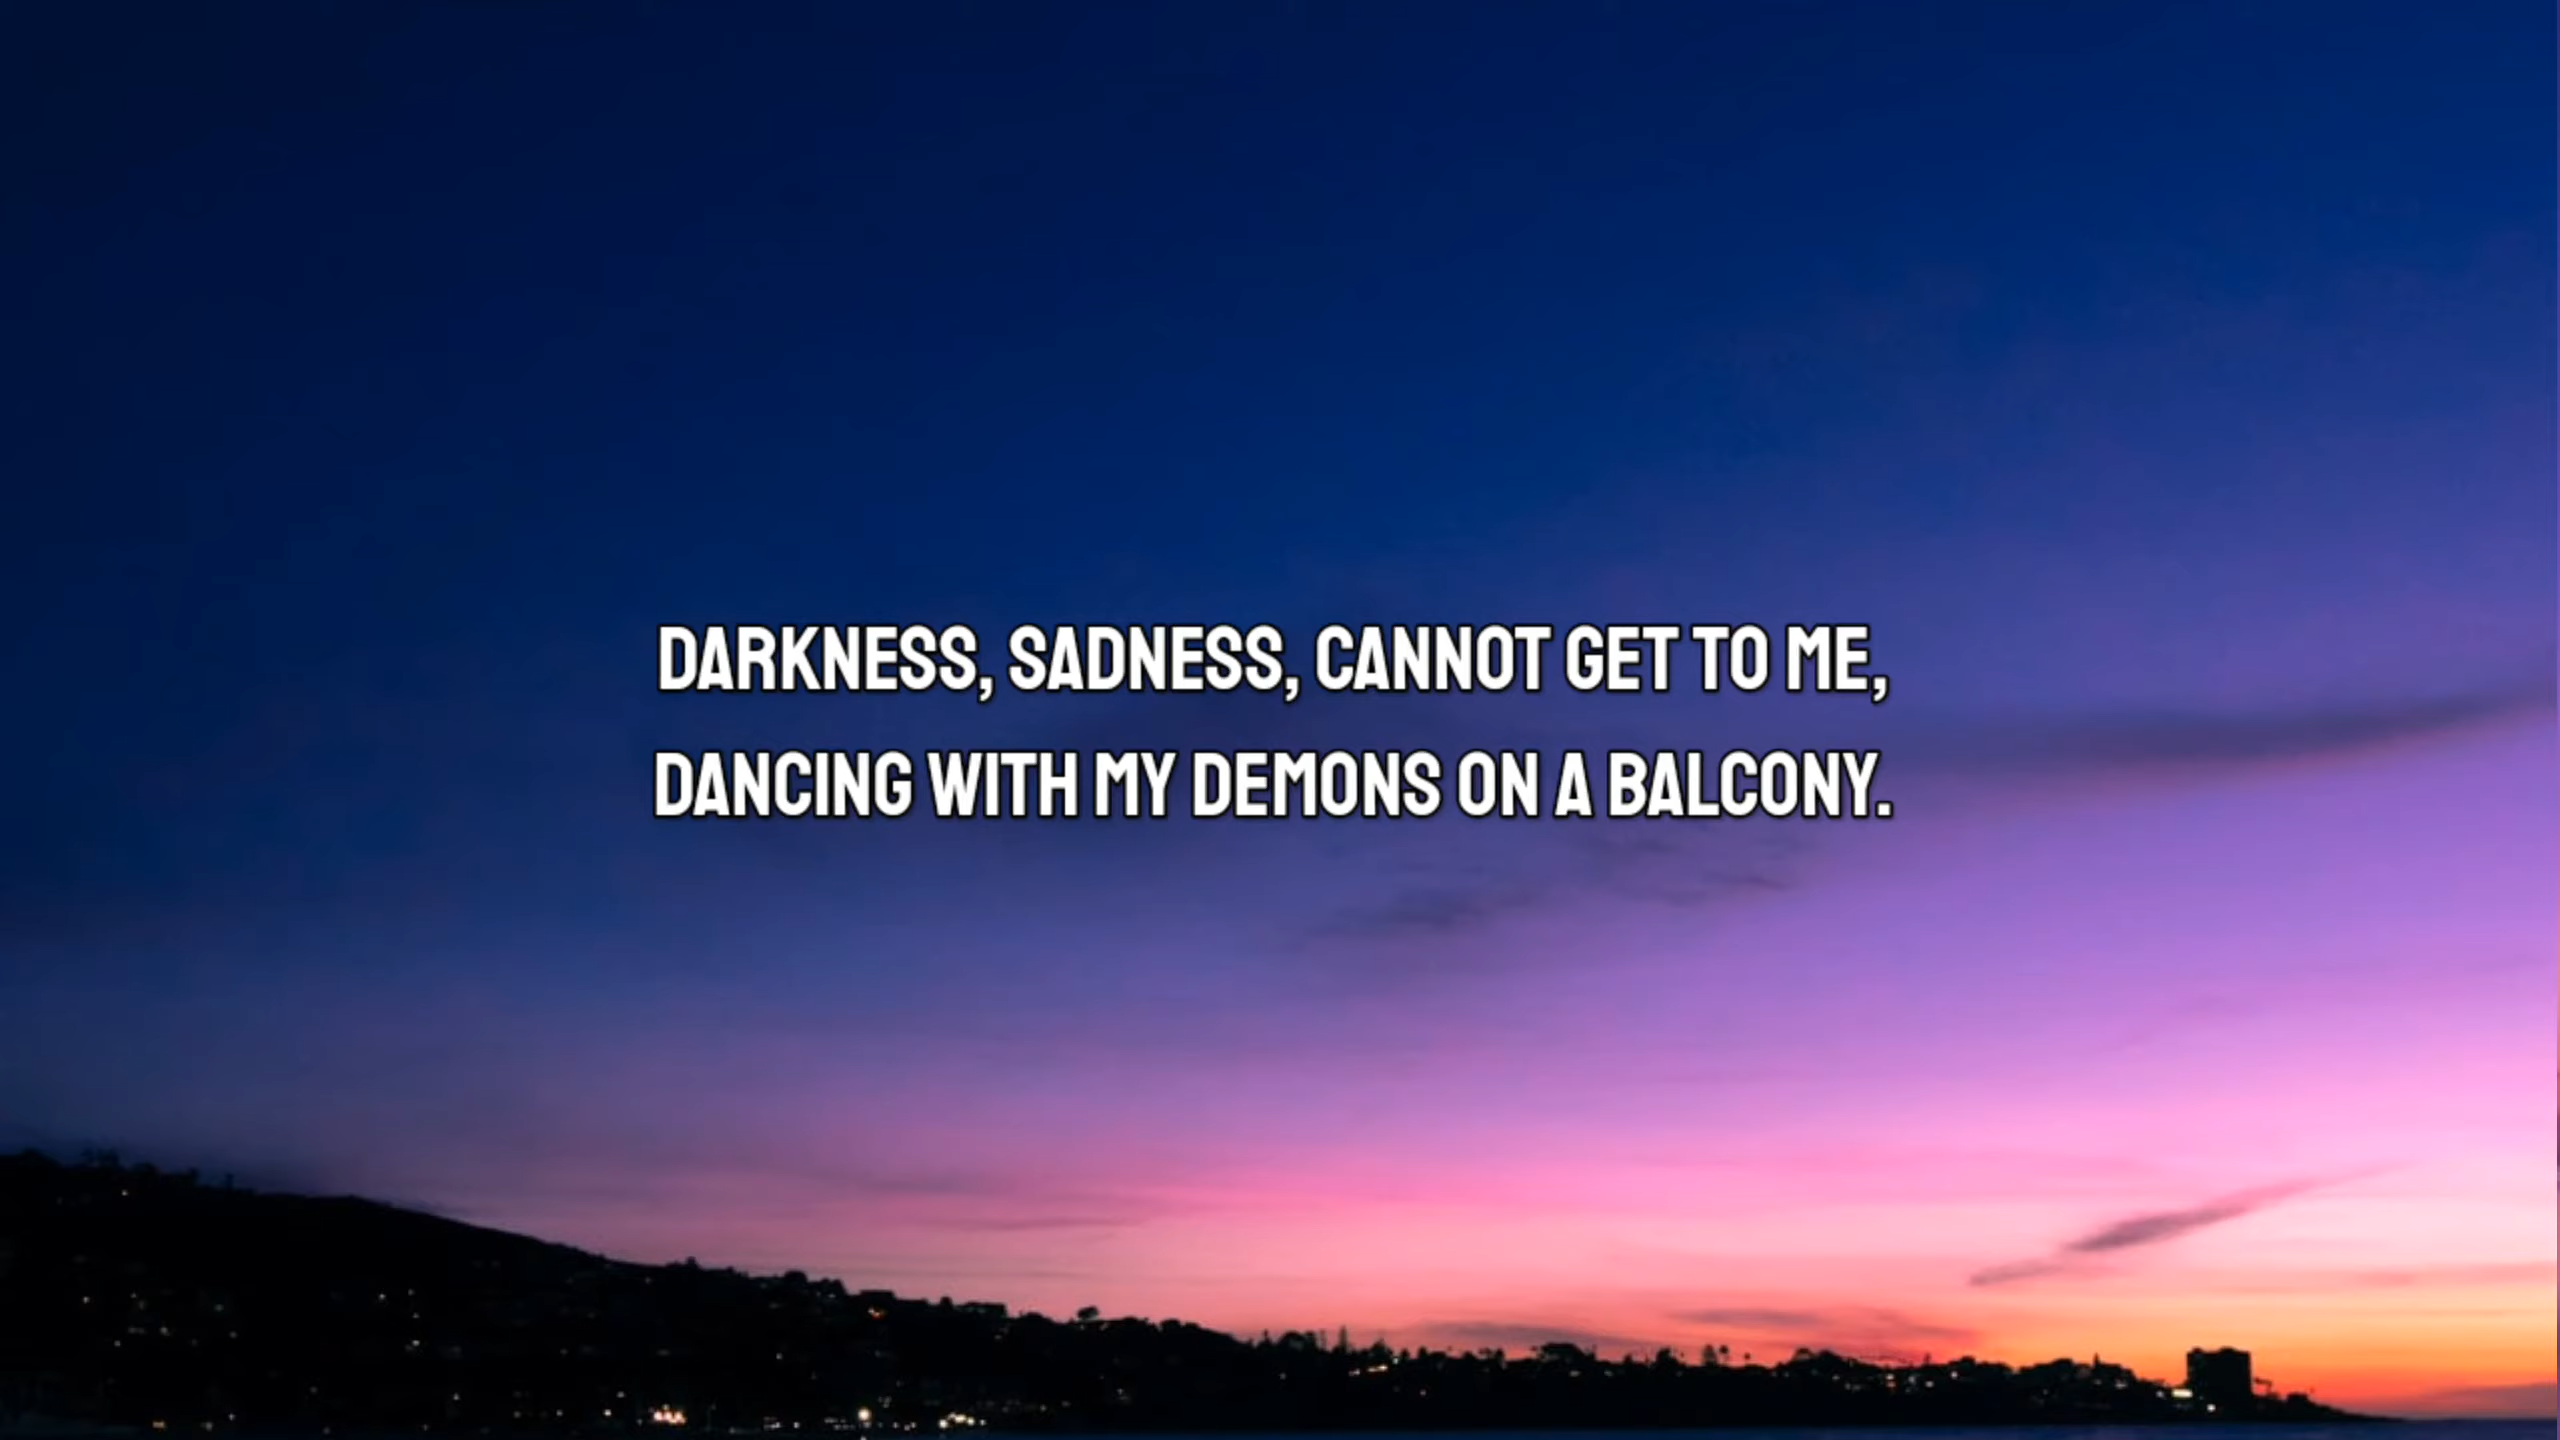 DARKNESS, SADNESS, CANNOT GET TO ME,
DANCING WITH MY DEMONS ON A BALCONY.